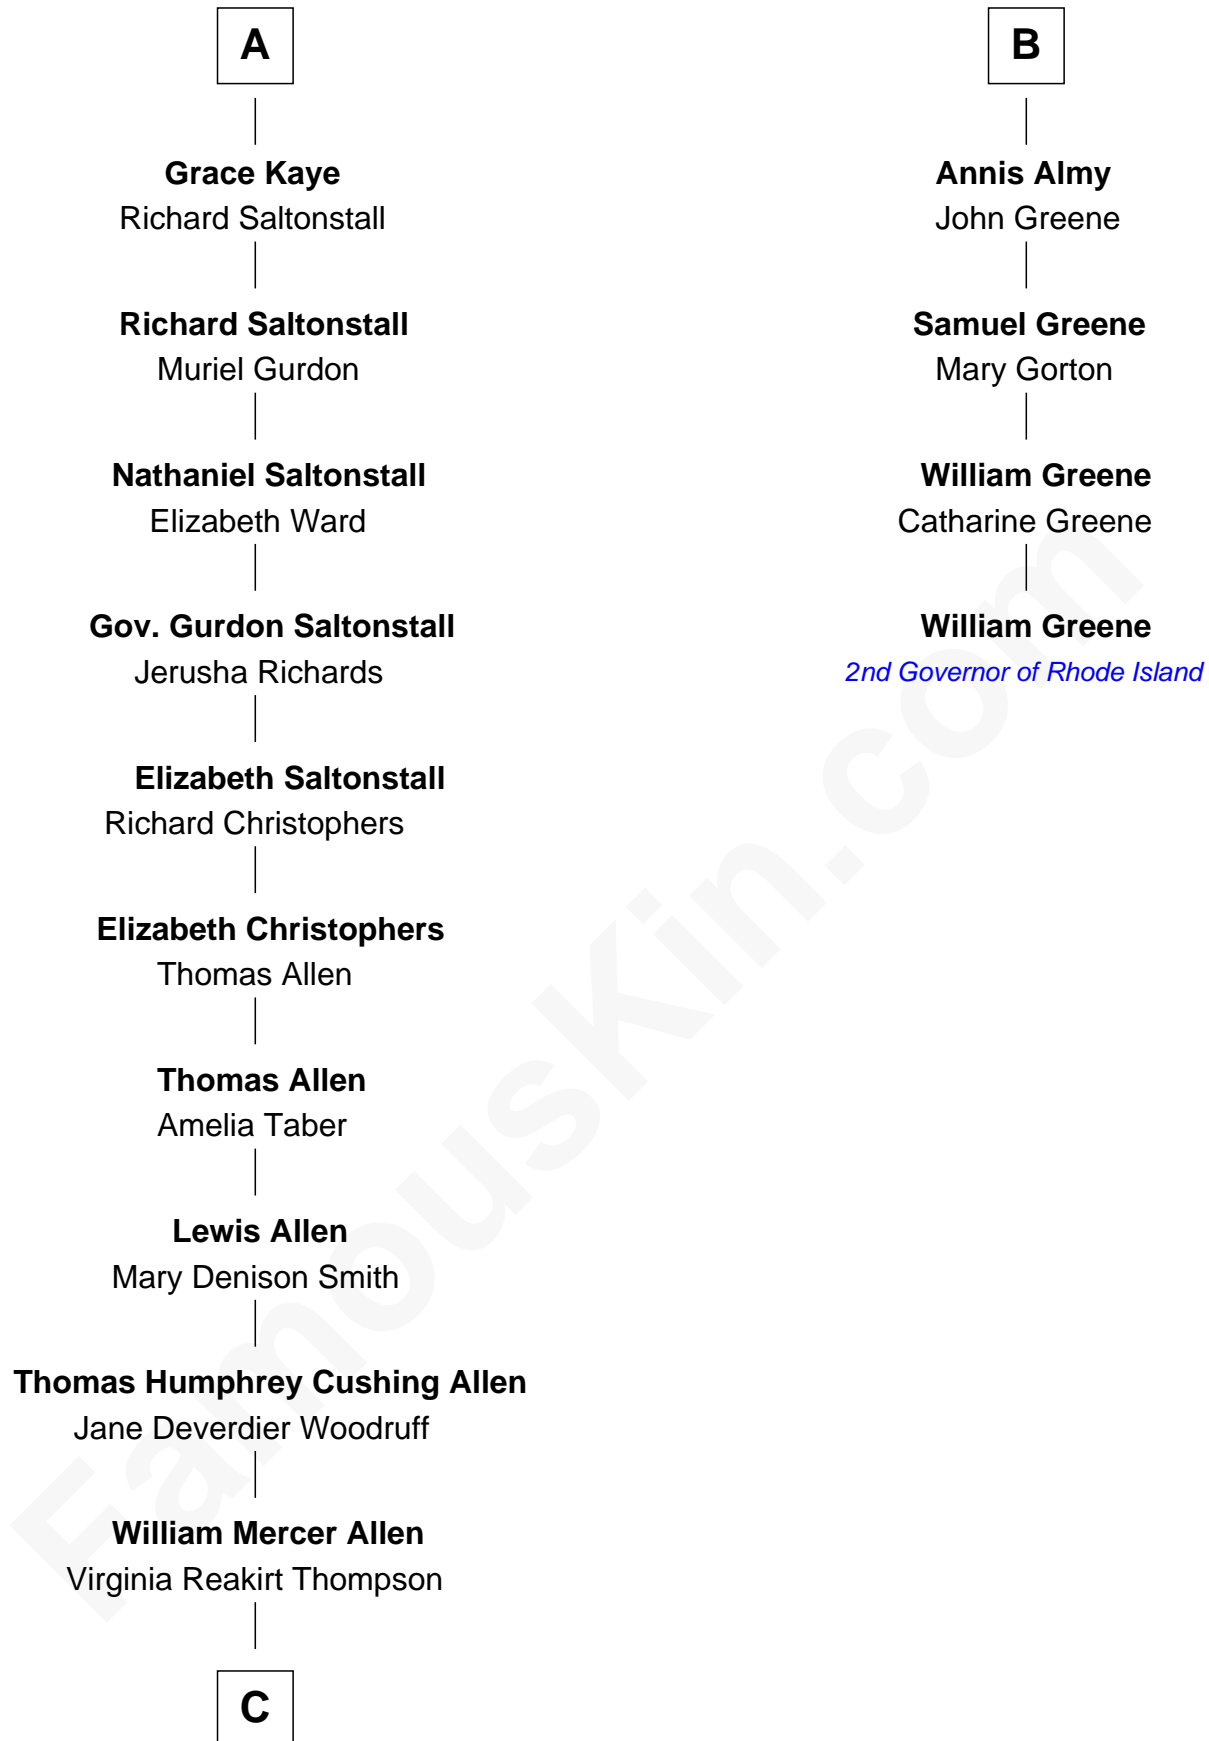 A
Grace Kaye
Richard Saltonstall
Richard Saltonstall
Muriel Gurdon
Nathaniel Saltonstall
Elizabeth Ward
Gov. Gurdon Saltonstall
Jerusha Richards
Elizabeth Saltonstall
Richard Christophers
Elizabeth Christophers
Thomas Allen
Thomas Allen
Amelia Taber
Lewis Allen
Mary Denison Smith
Thomas Humphrey Cushing Allen
Jane Deverdier Woodruff
William Mercer Allen
Virginia Reakirt Thompson
C
B
Annis Almy
John Greene
Samuel Greene
Mary Gorton
William Greene
Catharine Greene
William Greene
2nd Governor of Rhode Island
FamousKin.com